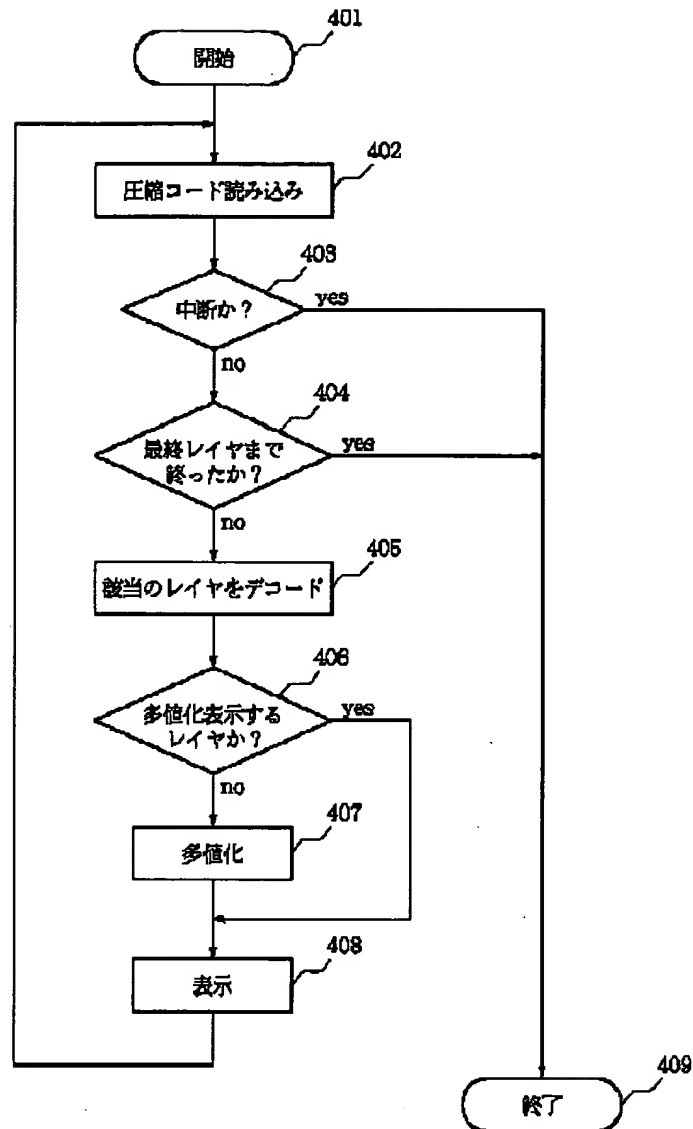 401
開始
402
圧縮コード読み込み
403
中断か?
yes
no
404
最終レイヤまで
終ったか?
yes
no
405
該当のレイヤをデコード
406
多値化表示する
レイヤか?
yes
no
407
多値化
408
表示
409
終了